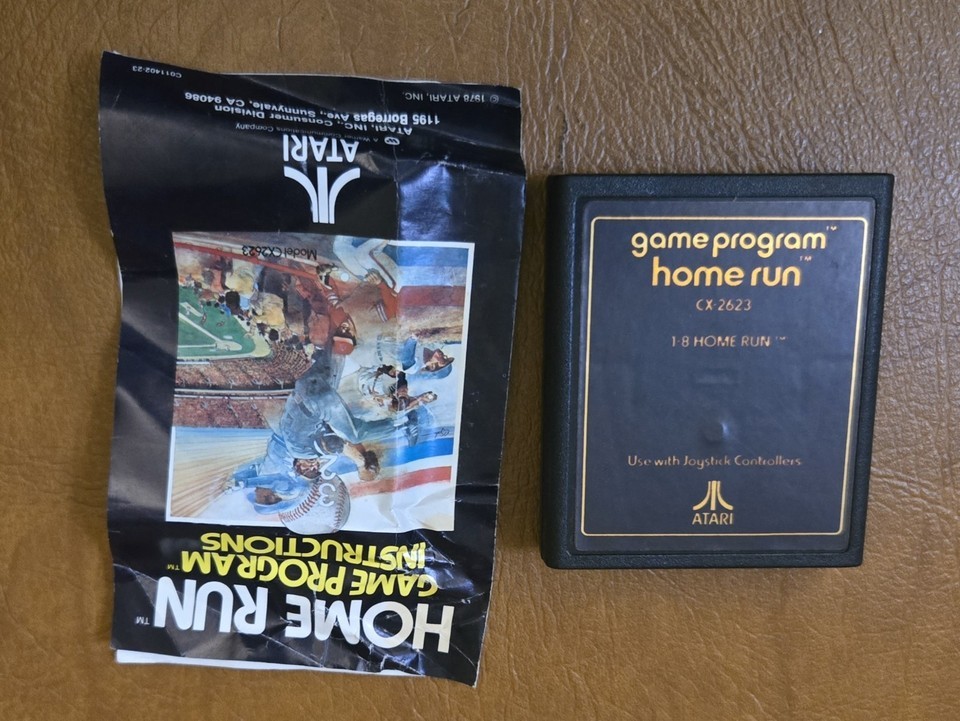 HOME RUN™
GAME PROGRAM™
INSTRUCTIONS
Model CX2623
ATARI
A Warner Communications Company
ATARI, INC., Consumer Division
1195 Borregas Ave., Sunnyvale, CA 94086
© 1978 ATARI, INC.
C011402-23
game program™
home run™
CX-2623
1-8 HOME RUN™
Use with Joystick Controllers.
ATARI